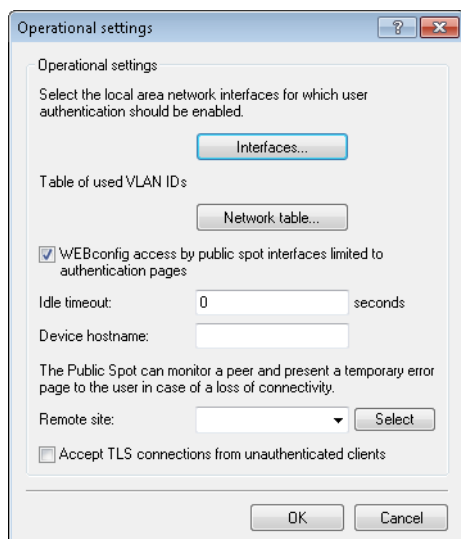 Operational settings
?
Operational settings
Select the local area network interfaces for which user
authentication should be enabled.
Interfaces...
Table of used VLAN IDs
Network table...
WEBconfig access by public spot interfaces limited to
authentication pages
Idle timeout: 0 seconds
Device hostname:
The Public Spot can monitor a peer and present a temporary error
page to the user in case of a loss of connectivity.
Remote site: Select
Accept TLS connections from unauthenticated clients
OK Cancel